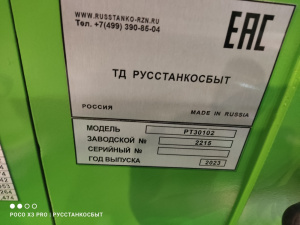 WWW.RUSSTANKO-RZN.RU
Тел.+7(499) 390-85-04
EAC
ТД РУССТАНКОСБЫТ
РОССИЯ
MADE IN RUSSIA
МОДЕЛЬ РТ30102
ЗАВОДСКОЙ № 2215
СЕРИЙНЫЙ №
ГОД ВЫПУСКА 2023
POCO X3 PRO РУССТАНКОСБЫТ